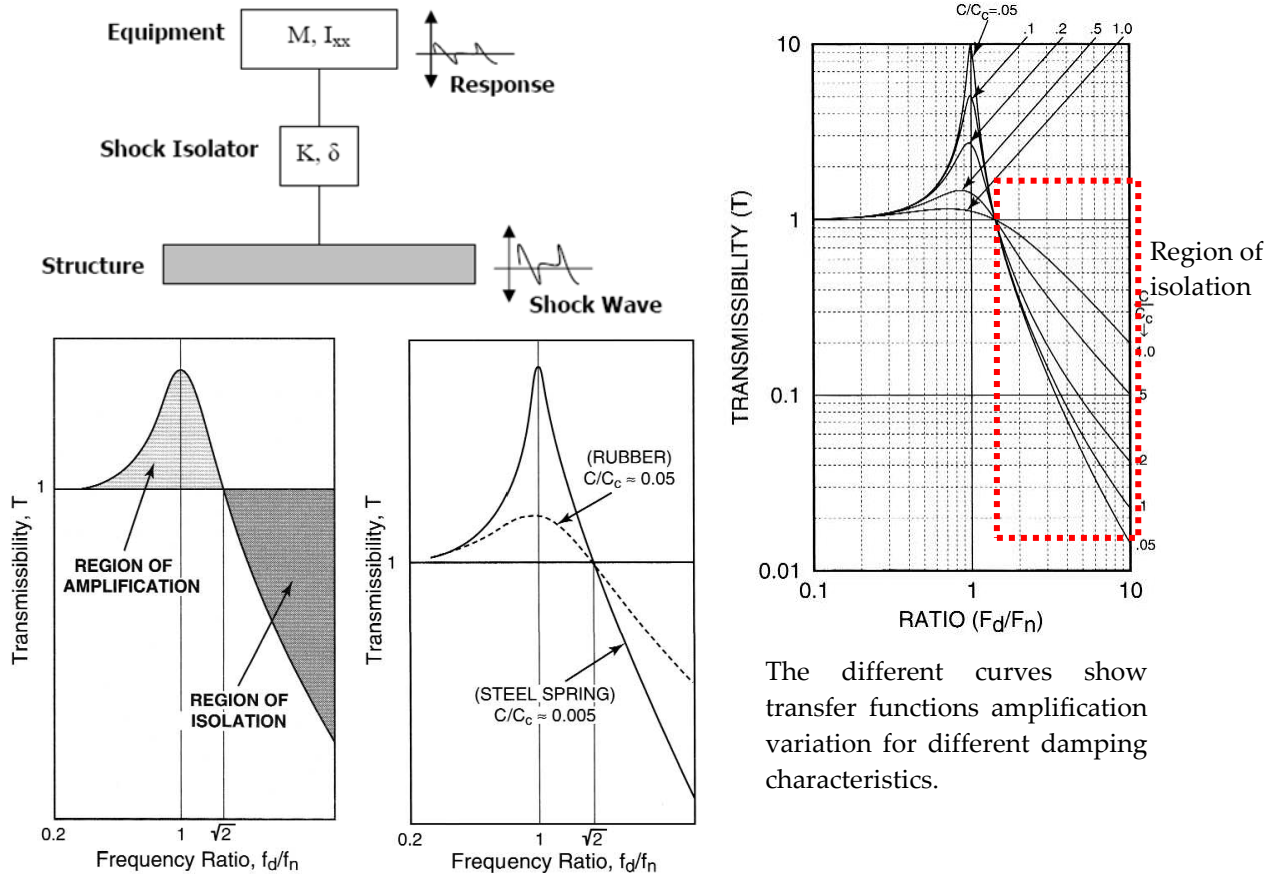 Equipment
M, Ixx
Response
Shock Isolator
K, δ
Structure
Shock Wave
Transmissibility, T
1
REGION OF
AMPLIFICATION
REGION OF
ISOLATION
0.2
1
√2
Frequency Ratio, fd/fn
Transmissibility, T
1
(RUBBER)
C/Cc ≈ 0.05
(STEEL SPRING)
C/Cc ≈ 0.005
0.2
1
√2
Frequency Ratio, fd/fn
C/Cc=.05
.1
.2
.5
1.0
TRANSMISSIBILITY (T)
10
1
0.1
0.01
Region of
isolation
C
Cc
↓
1.0
.5
.2
.1
.05
0.1
1
10
RATIO (Fd/Fn)
The different curves show
transfer functions amplification
variation for different damping
characteristics.